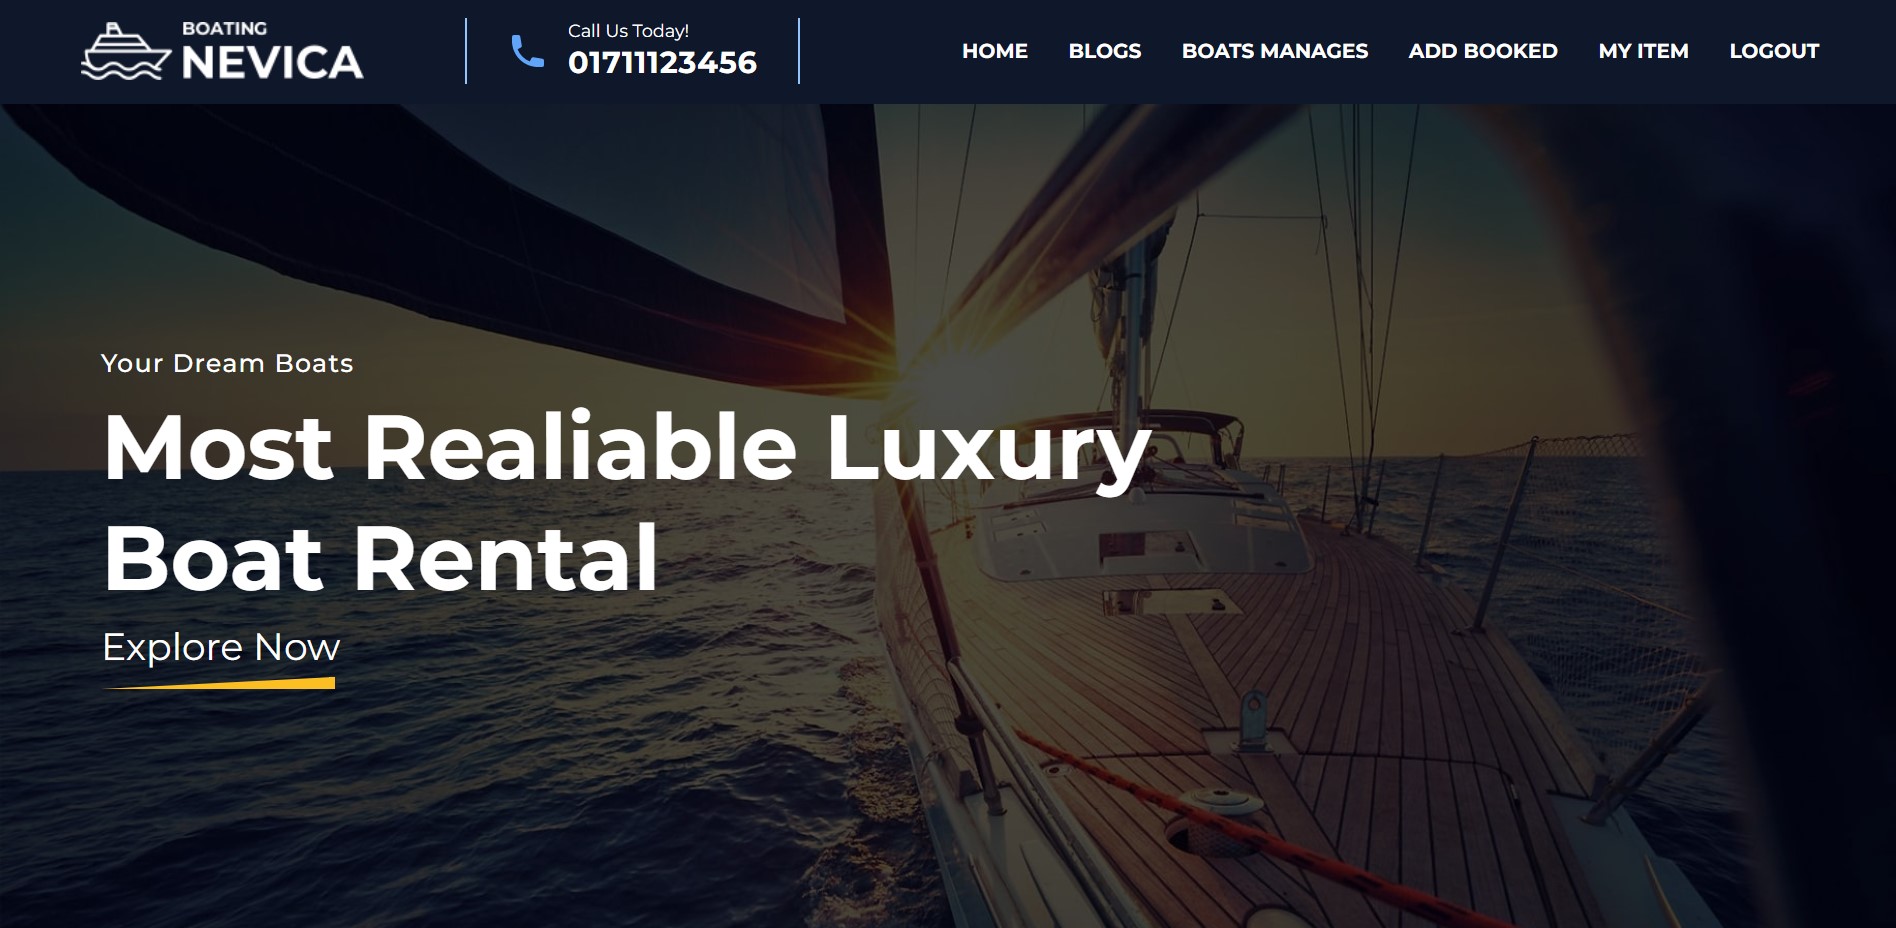 BOATING
NEVICA
Call Us Today!
01711123456
HOME BLOGS BOATS MANAGES ADD BOOKED MY ITEM LOGOUT
Your Dream Boats
Most Realiable Luxury
Boat Rental
Explore Now